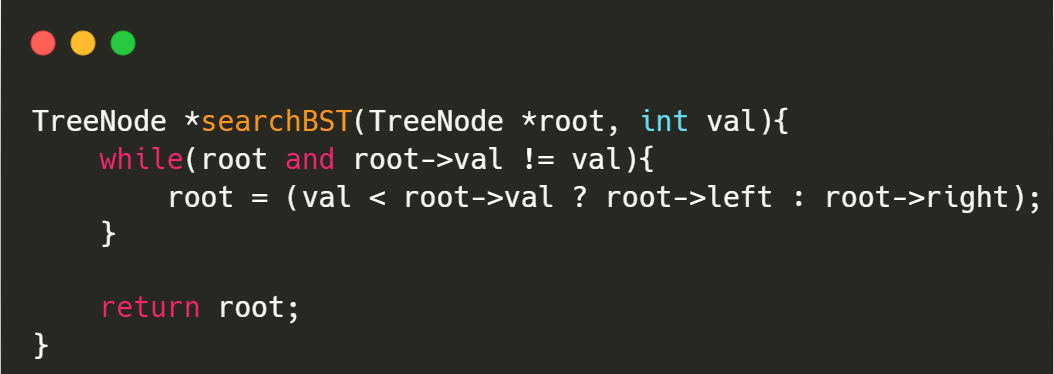 TreeNode *searchBST(TreeNode *root, int val){
    while(root and root->val != val){
        root = (val < root->val ? root->left : root->right);
    }

    return root;
}